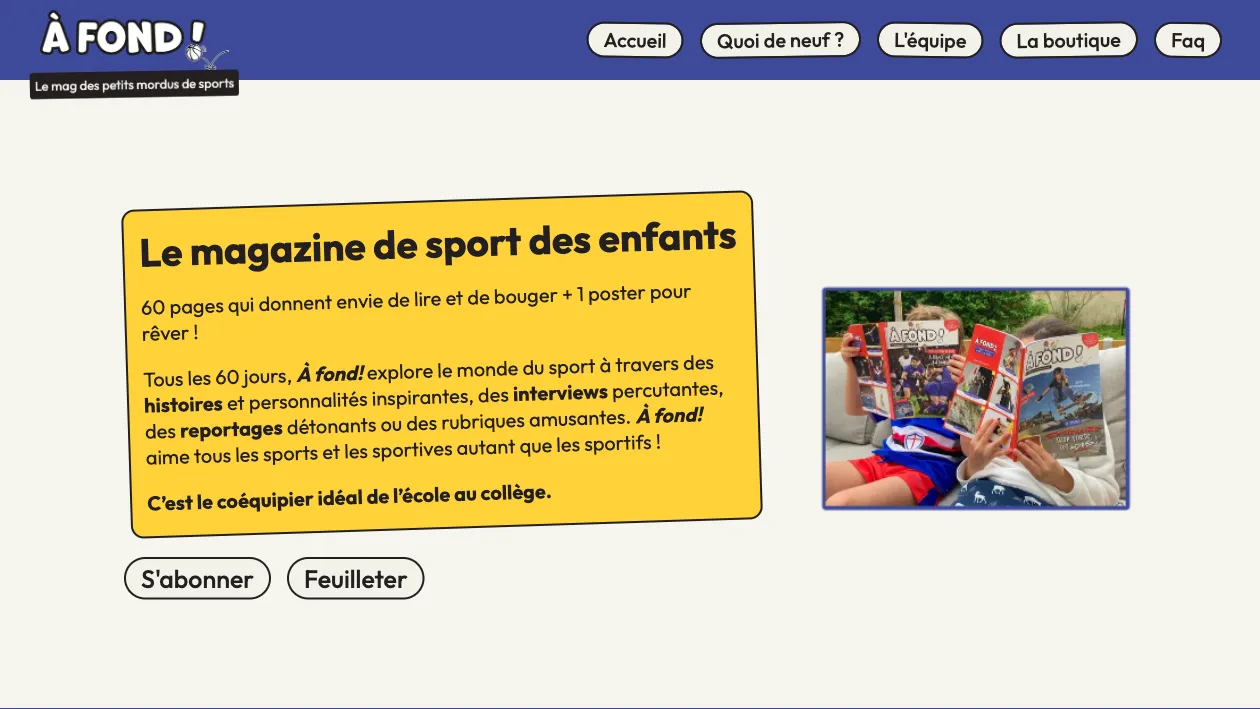 À FOND !
Le mag des petits mordus de sports
Accueil
Quoi de neuf ?
L'équipe
La boutique
Faq
Le magazine de sport des enfants
60 pages qui donnent envie de lire et de bouger + 1 poster pour
rêver !
Tous les 60 jours, À fond! explore le monde du sport à travers des
histoires et personnalités inspirantes, des interviews percutantes,
des reportages détonants ou des rubriques amusantes. À fond!
aime tous les sports et les sportives autant que les sportifs !
C’est le coéquipier idéal de l’école au collège.
À FOND !
À FOND !
À FOND !
S'abonner
Feuilleter